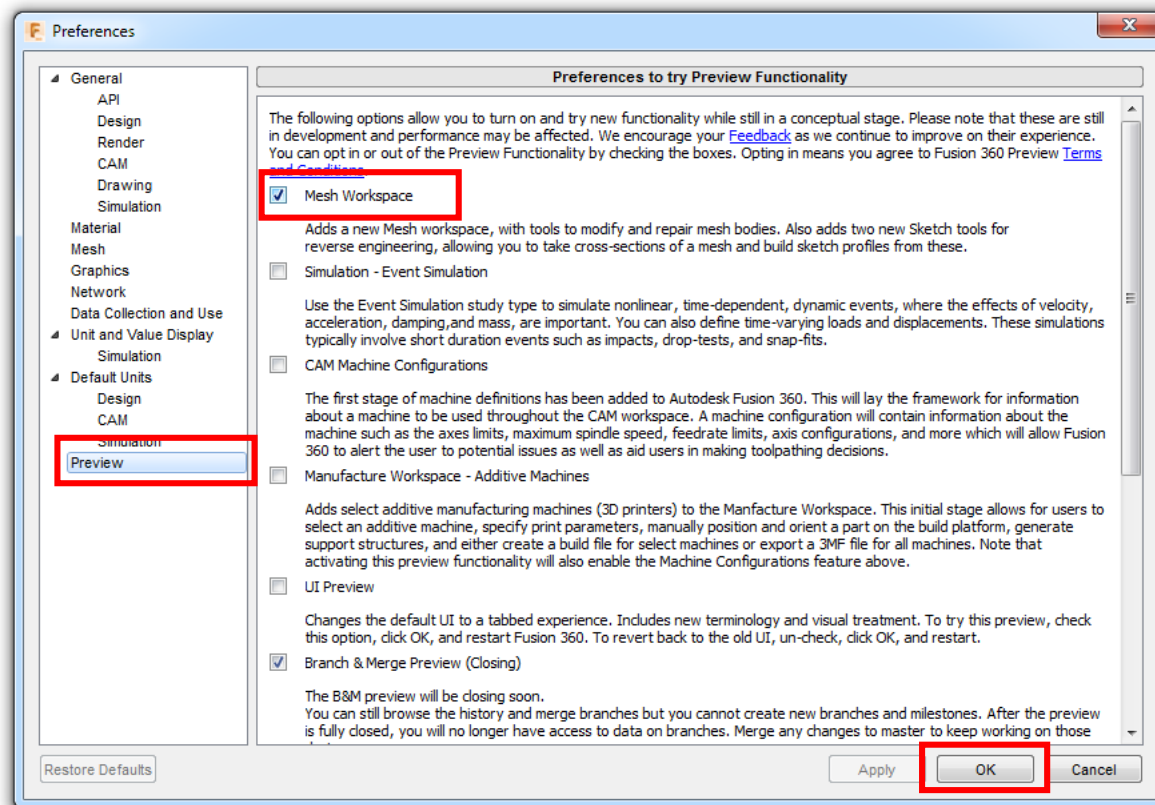 Preferences
General
API
Design
Render
CAM
Drawing
Simulation
Material
Mesh
Graphics
Network
Data Collection and Use
Unit and Value Display
Simulation
Default Units
Design
CAM
Simulation
Preview
Preferences to try Preview Functionality
The following options allow you to turn on and try new functionality while still in a conceptual stage. Please note that these are still
in development and performance may be affected. We encourage your Feedback as we continue to improve on their experience.
You can opt in or out of the Preview Functionality by checking the boxes. Opting in means you agree to Fusion 360 Preview Terms
and Conditions.
Mesh Workspace
Adds a new Mesh workspace, with tools to modify and repair mesh bodies. Also adds two new Sketch tools for
reverse engineering, allowing you to take cross-sections of a mesh and build sketch profiles from these.
Simulation - Event Simulation
Use the Event Simulation study type to simulate nonlinear, time-dependent, dynamic events, where the effects of velocity,
acceleration, damping,and mass, are important. You can also define time-varying loads and displacements. These simulations
typically involve short duration events such as impacts, drop-tests, and snap-fits.
CAM Machine Configurations
The first stage of machine definitions has been added to Autodesk Fusion 360. This will lay the framework for information
about a machine to be used throughout the CAM workspace. A machine configuration will contain information about the
machine such as the axes limits, maximum spindle speed, feedrate limits, axis configurations, and more which will allow Fusion
360 to alert the user to potential issues as well as aid users in making toolpathing decisions.
Manufacture Workspace - Additive Machines
Adds select additive manufacturing machines (3D printers) to the Manfacture Workspace. This initial stage allows for users to
select an additive machine, specify print parameters, manually position and orient a part on the build platform, generate
support structures, and either create a build file for select machines or export a 3MF file for all machines. Note that
activating this preview functionality will also enable the Machine Configurations feature above.
UI Preview
Changes the default UI to a tabbed experience. Includes new terminology and visual treatment. To try this preview, check
this option, click OK, and restart Fusion 360. To revert back to the old UI, un-check, click OK, and restart.
Branch & Merge Preview (Closing)
The B&M preview will be closing soon.
You can still browse the history and merge branches but you cannot create new branches and milestones. After the preview
is fully closed, you will no longer have access to data on branches. Merge any changes to master to keep working on those
Restore Defaults
Apply
OK
Cancel